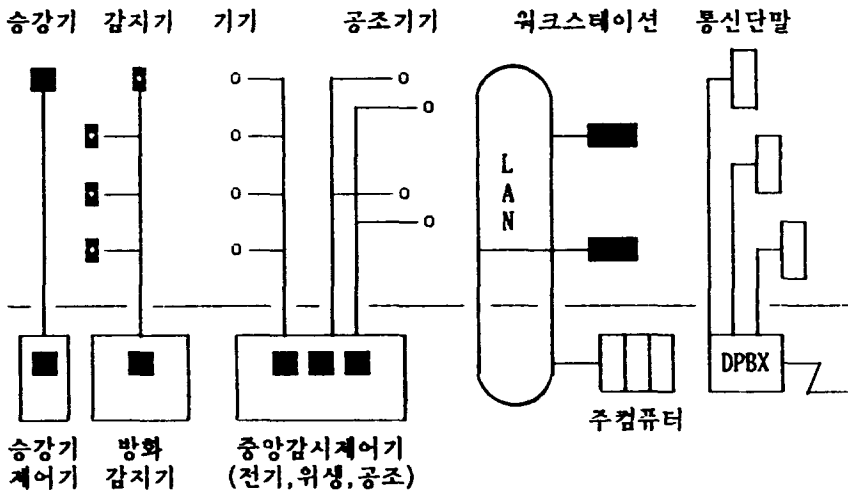 승강기 감지기 기기 공조기기 워크스테이션 통신단말
L
A
N
DPBX
주컴퓨터
승강기 방화 중앙감시제어기
제어기 감지기 (전기,위생,공조)